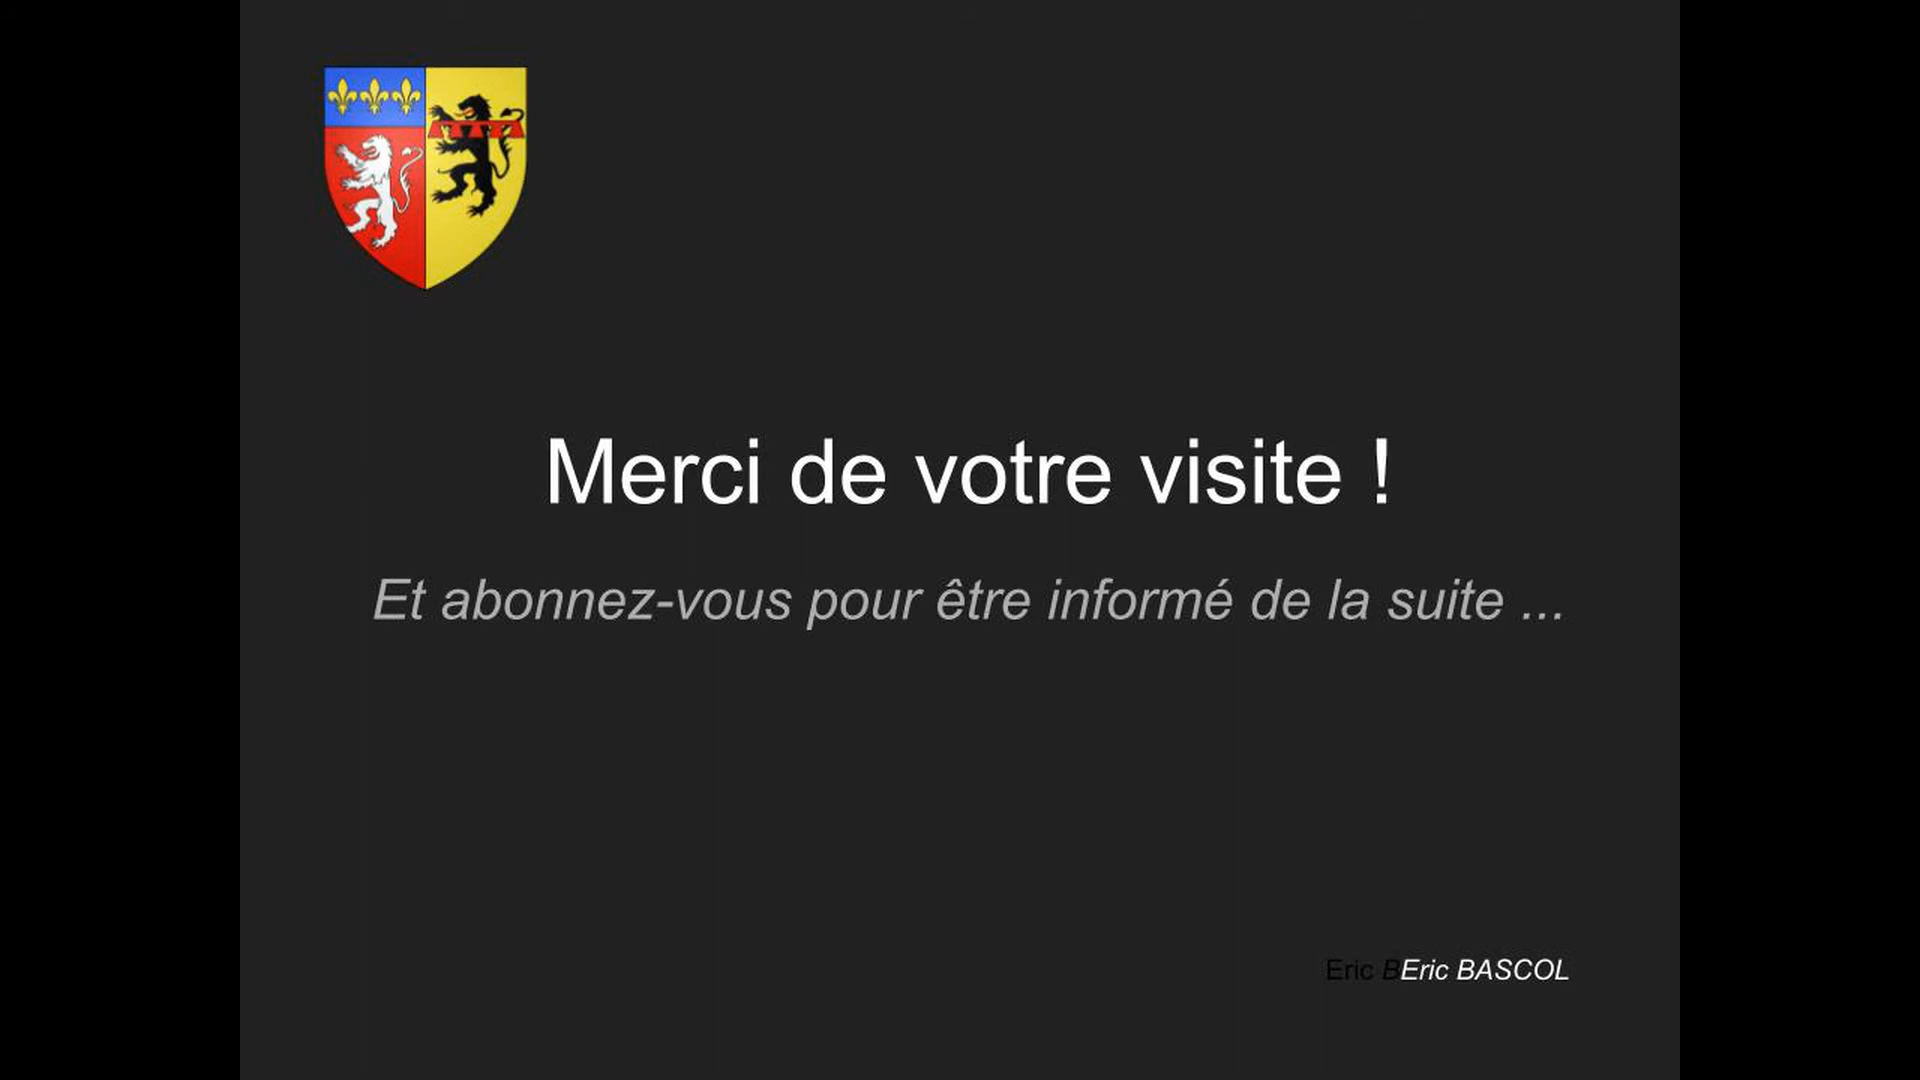 Merci de votre visite !
Et abonnez-vous pour être informé de la suite ...
Eric BEric BASCOL